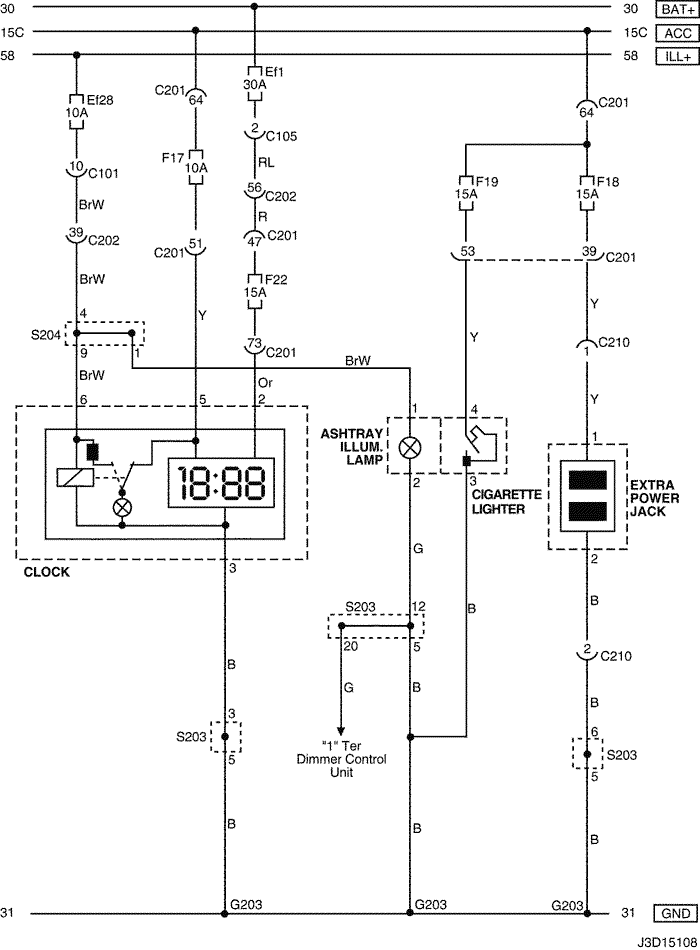 30 30 BAT+
15C 15C ACC
58 58 ILL+
Ef1
30A
C201
64
Ef28
10A
C201
64
2 C105
F17
10A
RL
10 C101
F19
15A
F18
15A
56 C202
BrW
R
39 C202
C201 51
47 C201
53 39 C201
BrW
F22
15A
Y
Y
4
S204
9 1
73 C201
Y
C210
1
BrW
BrW
Or
Y
6 5 2
1 4
1
ASHTRAY
ILLUM.
LAMP
18:88
2 3
CIGARETTE
LIGHTER
EXTRA
POWER
JACK
G
2
CLOCK
3
B
S203 12
B
20 5
2 C210
B
G
B
B
3
S203
5
"1" Ter
Dimmer Control
Unit
6
S203
5
B
B
B
31 G203 G203 G203 31 GND
J3D15108